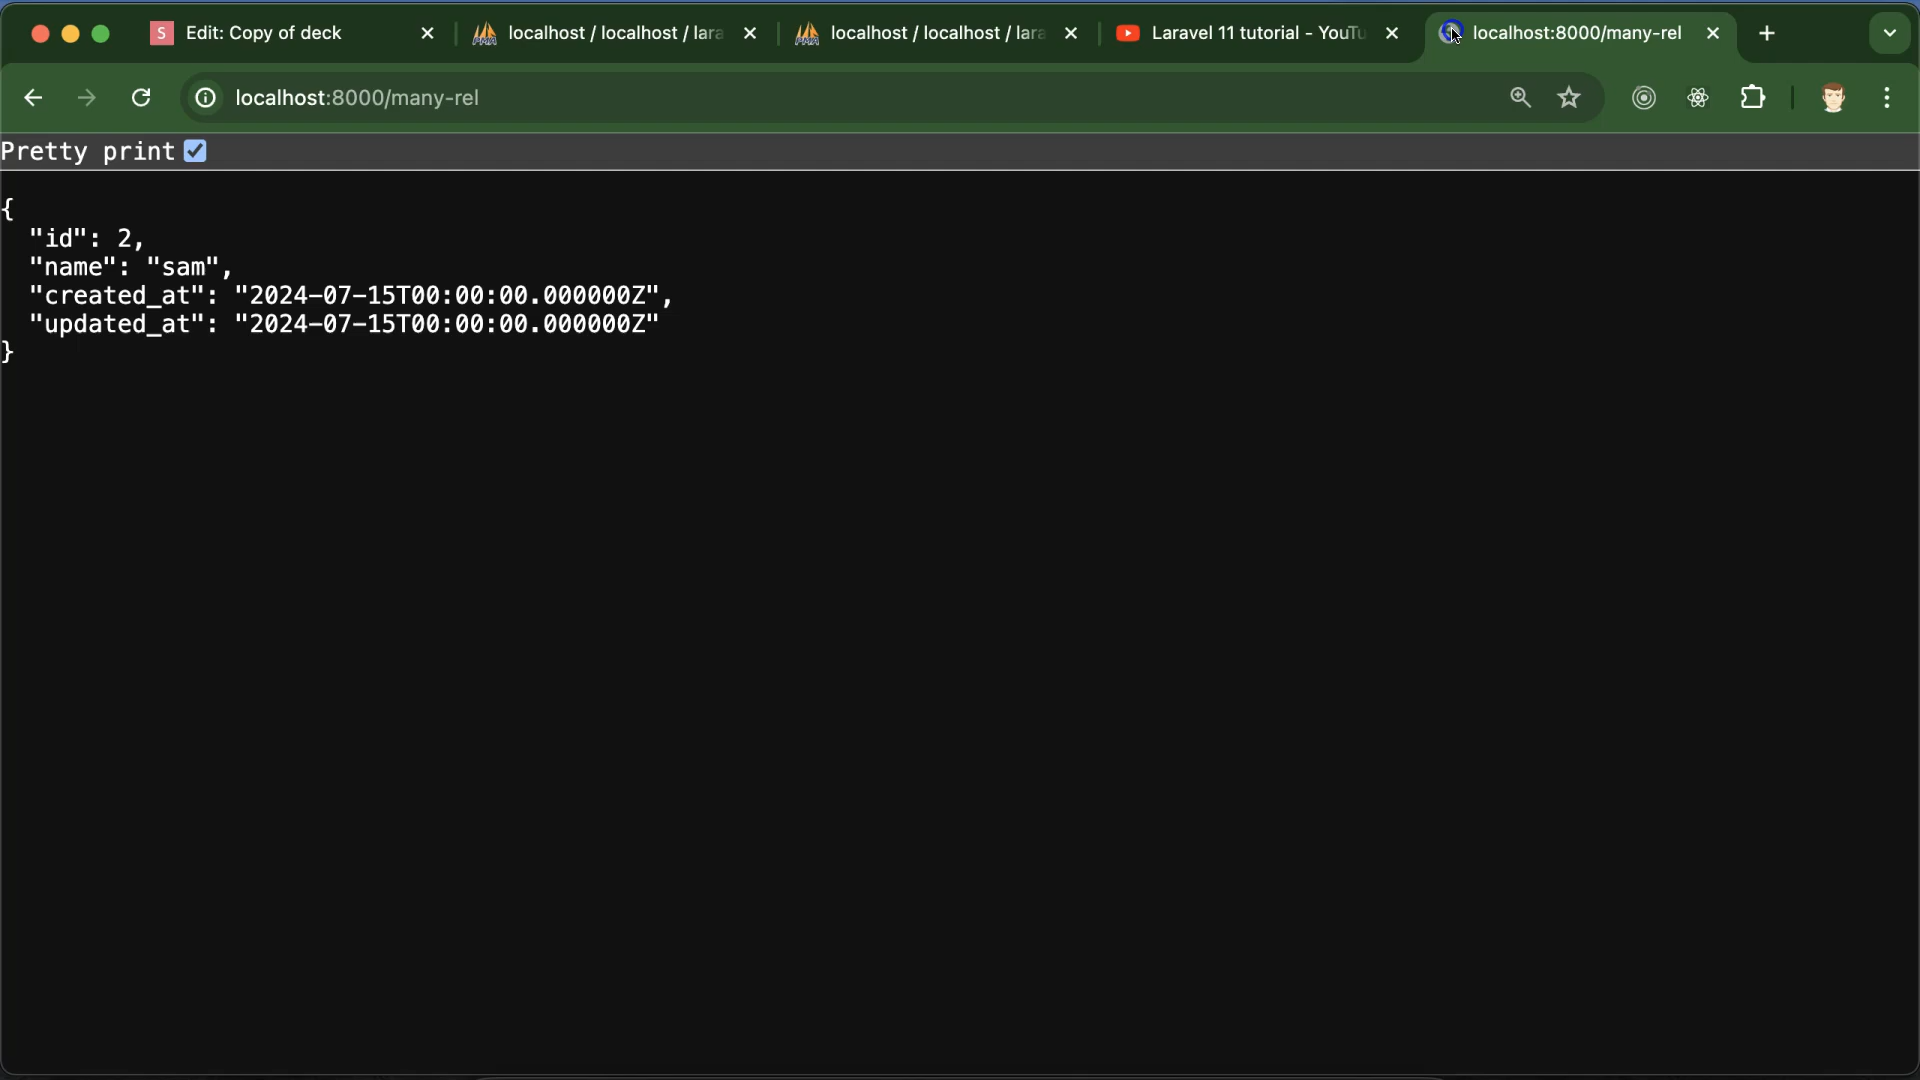 S Edit: Copy of deck
PMA localhost / localhost / lara
PMA localhost / localhost / lara
Laravel 11 tutorial - YouTu
localhost:8000/many-rel
localhost:8000/many-rel
Pretty print
{
  "id": 2,
  "name": "sam",
  "created_at": "2024-07-15T00:00:00.000000Z",
  "updated_at": "2024-07-15T00:00:00.000000Z"
}